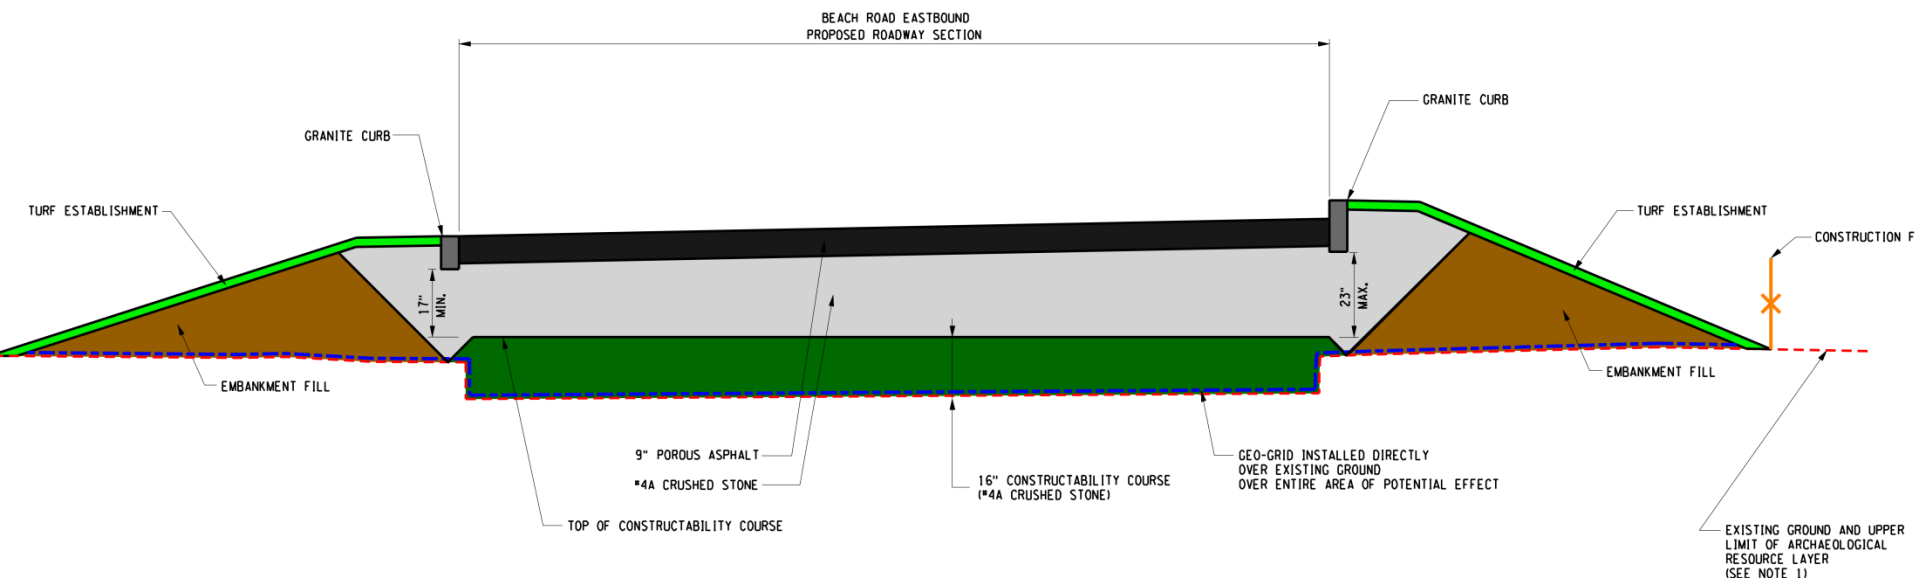 BEACH ROAD EASTBOUND
PROPOSED ROADWAY SECTION
GRANITE CURB
GRANITE CURB
TURF ESTABLISHMENT
TURF ESTABLISHMENT
CONSTRUCTION F
17"
MIN.
23"
MAX.
EMBANKMENT FILL
EMBANKMENT FILL
9" POROUS ASPHALT
#4A CRUSHED STONE
TOP OF CONSTRUCTABILITY COURSE
16" CONSTRUCTABILITY COURSE
(#4A CRUSHED STONE)
GEO-GRID INSTALLED DIRECTLY
OVER EXISTING GROUND
OVER ENTIRE AREA OF POTENTIAL EFFECT
EXISTING GROUND AND UPPER
LIMIT OF ARCHAEOLOGICAL
RESOURCE LAYER
(SEE NOTE 1)